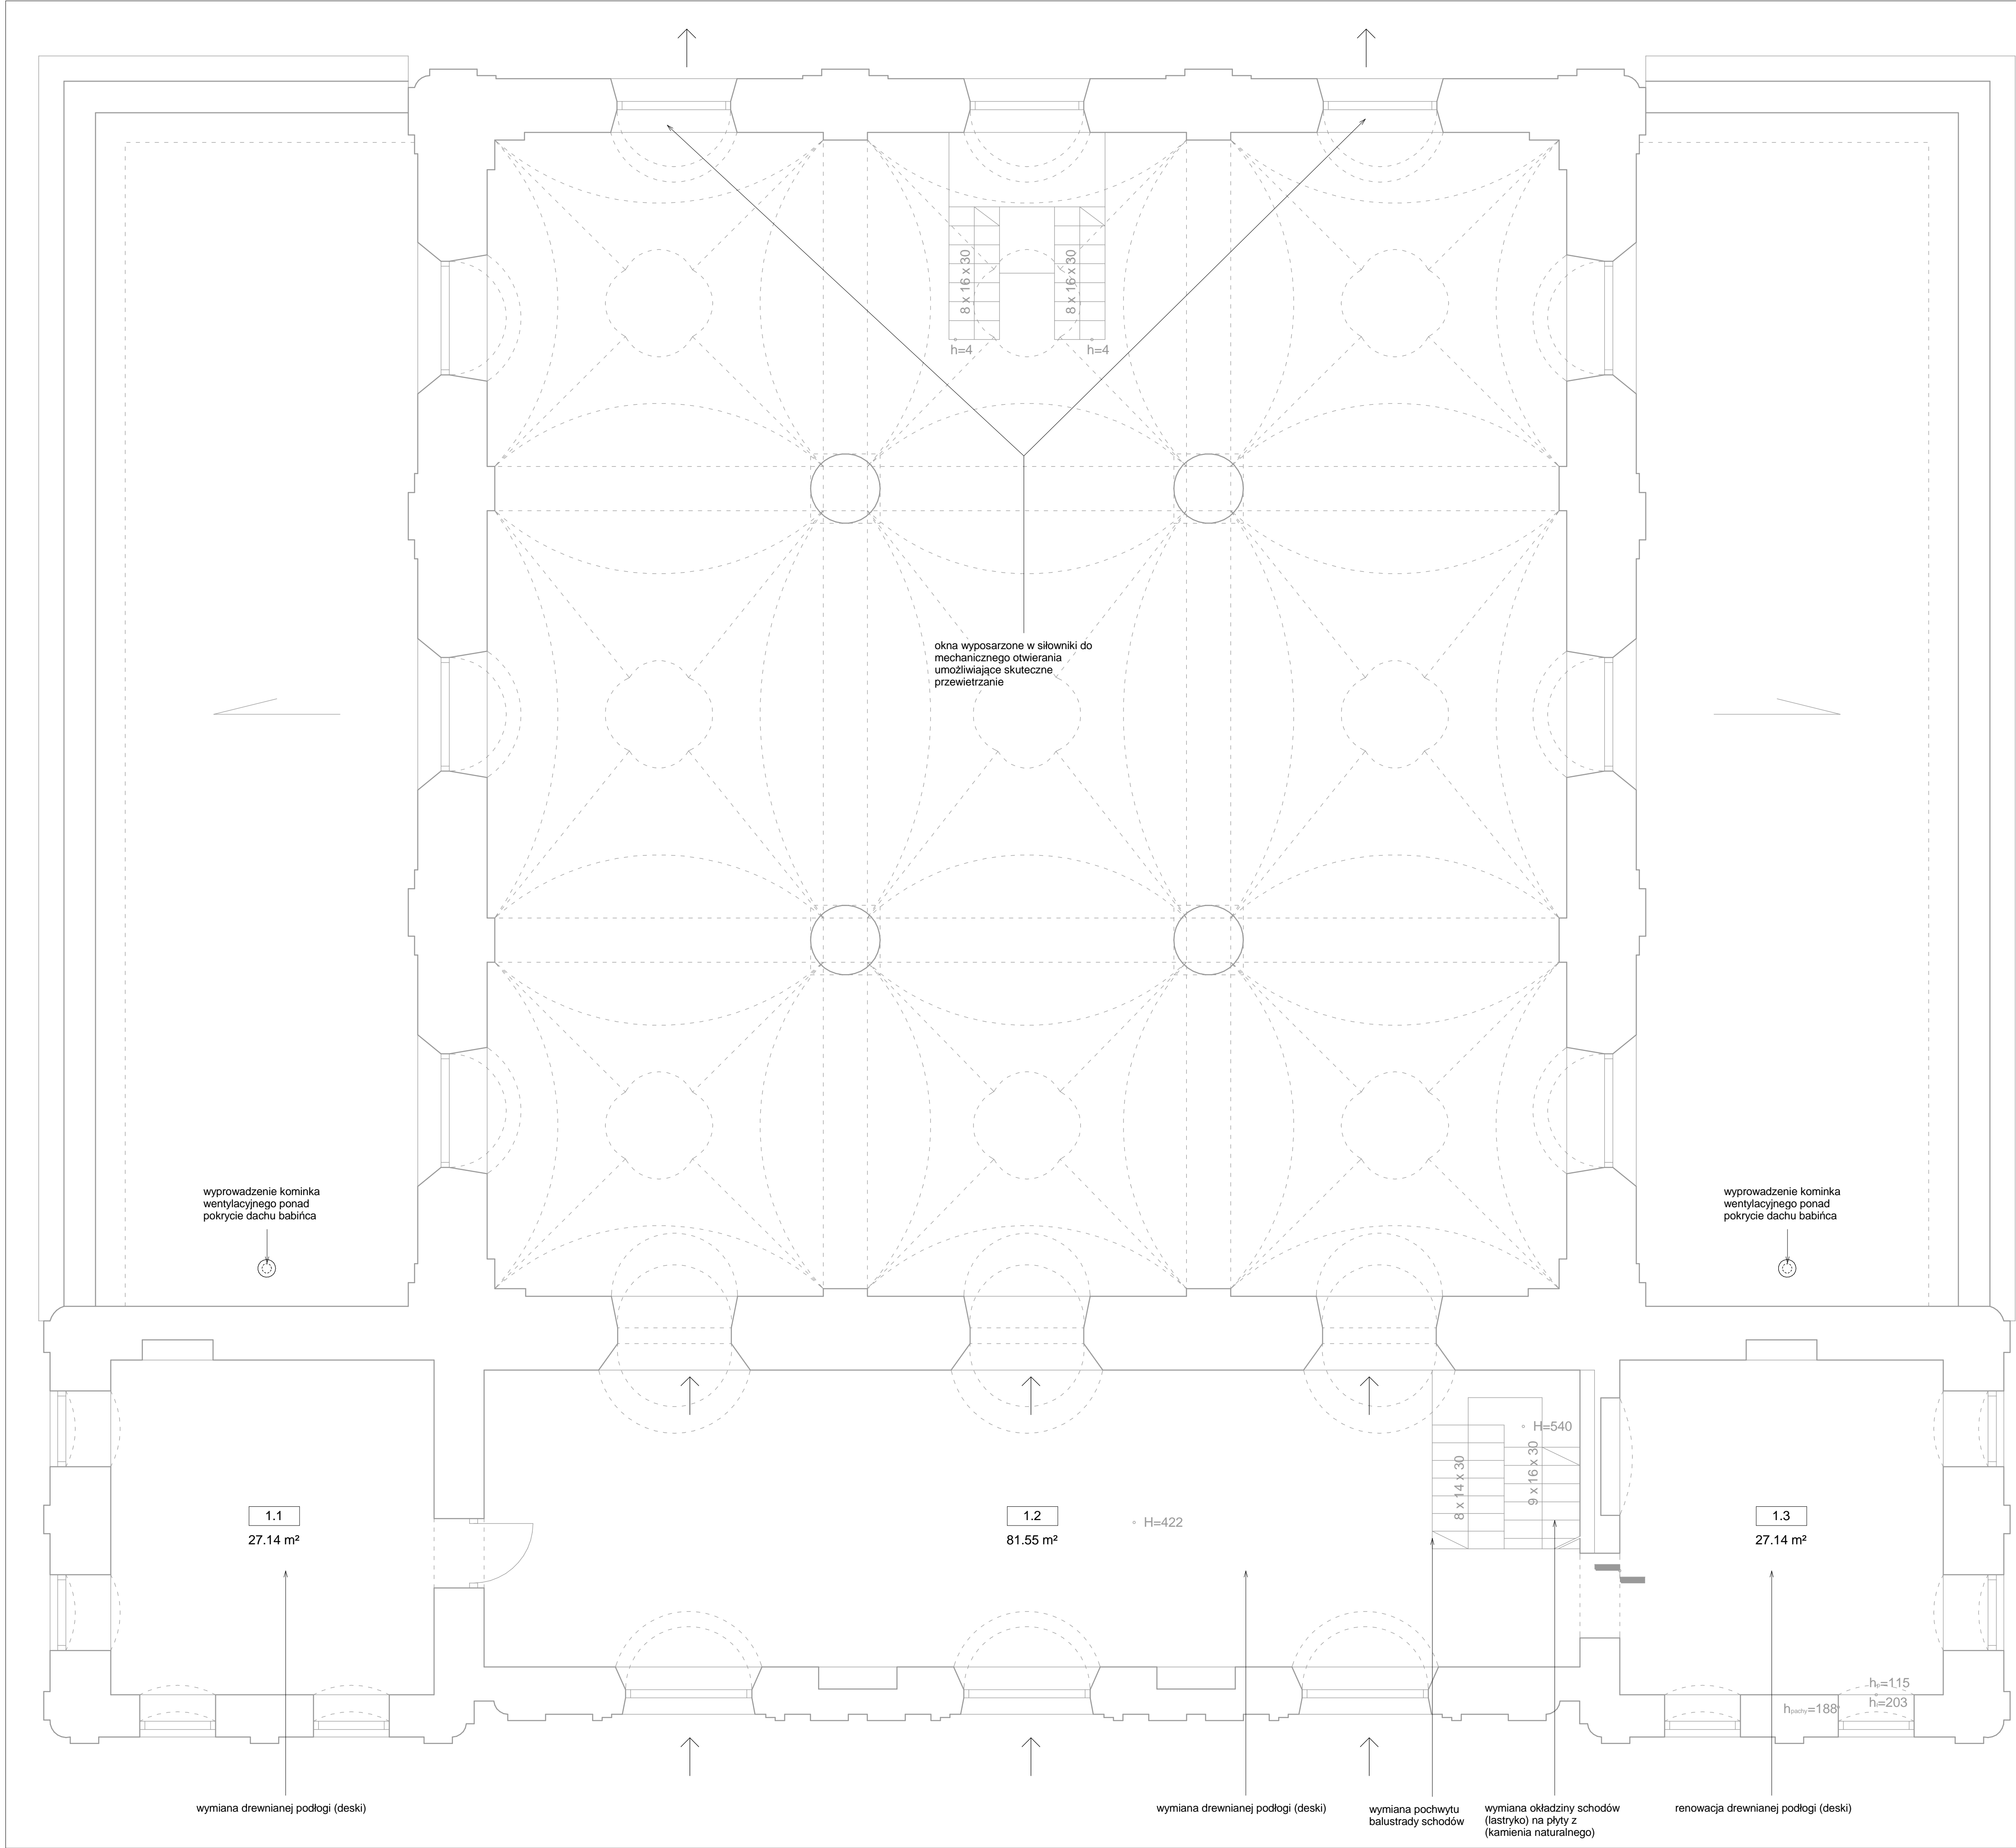 8 x 16 x 30
8 x 16 x 30
h=4
h=4
okna wyposarzone w siłowniki do
mechanicznego otwierania
umożliwiające skuteczne
przewietrzanie
wyprowadzenie kominka
wentylacyjnego ponad
pokrycie dachu babińca
wyprowadzenie kominka
wentylacyjnego ponad
pokrycie dachu babińca
H=540
8 x 14 x 30
9 x 16 x 30
1.1
27.14 m²
1.2
81.55 m²
H=422
1.3
27.14 m²
hp=115
hpachy=188
h=203
wymiana drewnianej podłogi (deski)
wymiana drewnianej podłogi (deski)
wymiana pochwytu
balustrady schodów
wymiana okładziny schodów
(lastryko) na płyty z
(kamienia naturalnego)
renowacja drewnianej podłogi (deski)